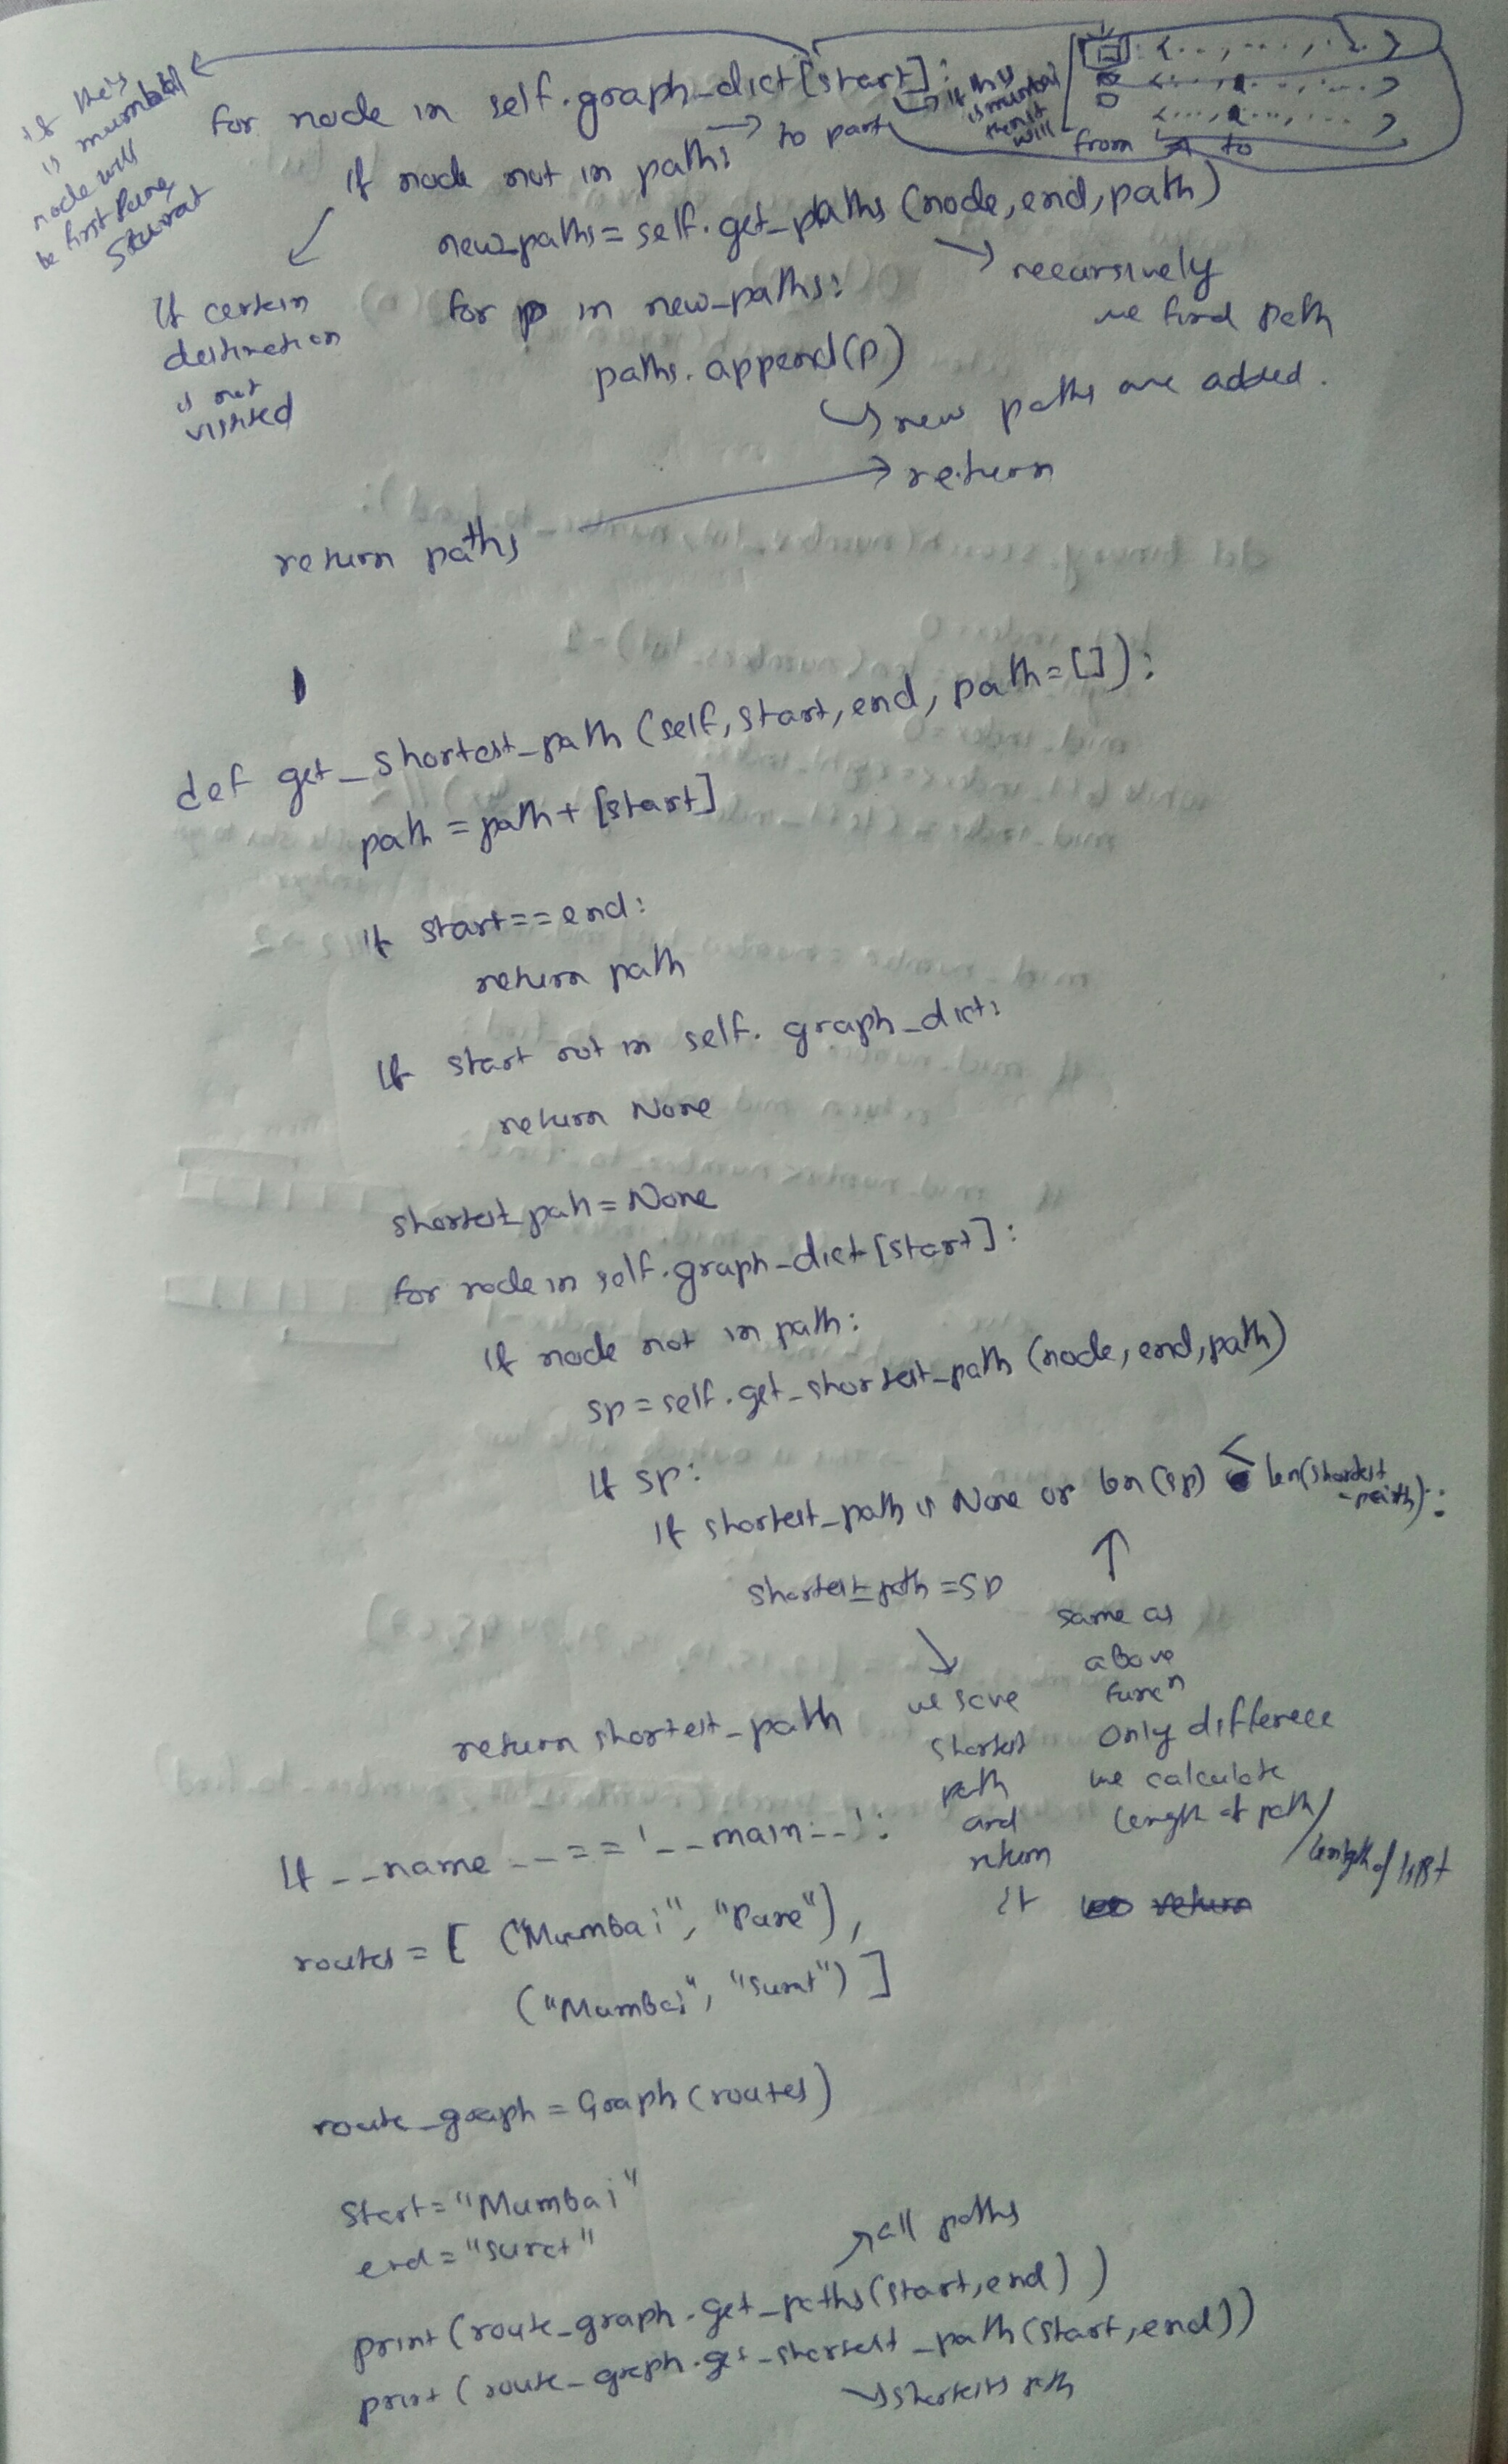 for node in self.graph_dict[start]:
if this is mumbai node will be first Pune, Surat
if this is mumbai then it will
from to
if node not in path:
to part
If certain destination is not visited
new_paths = self.get_paths (node, end, path)
recursively we find path
for p in new_paths:
paths.append(p)
new paths are added.
return paths
return
def get_shortest_path (self, start, end, path=[]):
path = path + [start]
if start==end:
return path
if start not in self.graph_dict:
return None
shortest_path = None
for node in self.graph_dict[start]:
if node not in path:
sp = self.get_shortest_path (node, end, path)
if sp:
if shortest_path is None or len(sp) < len(shortest_path):
shortest_path = sp
same as
above
funcn
Only differece
we calculate
length of path/
length of list
we save
shortest
path
and
return
it
return shortest_path
if __name__ == '__main__':
routes = [ ("Mumbai", "Pune"),
("Mumbai", "Surat") ]
route_graph = Graph (routes)
start = "Mumbai"
end = "Surat"
all paths
print (route_graph.get_paths (start, end))
print (route_graph.get_shortest_path (start, end))